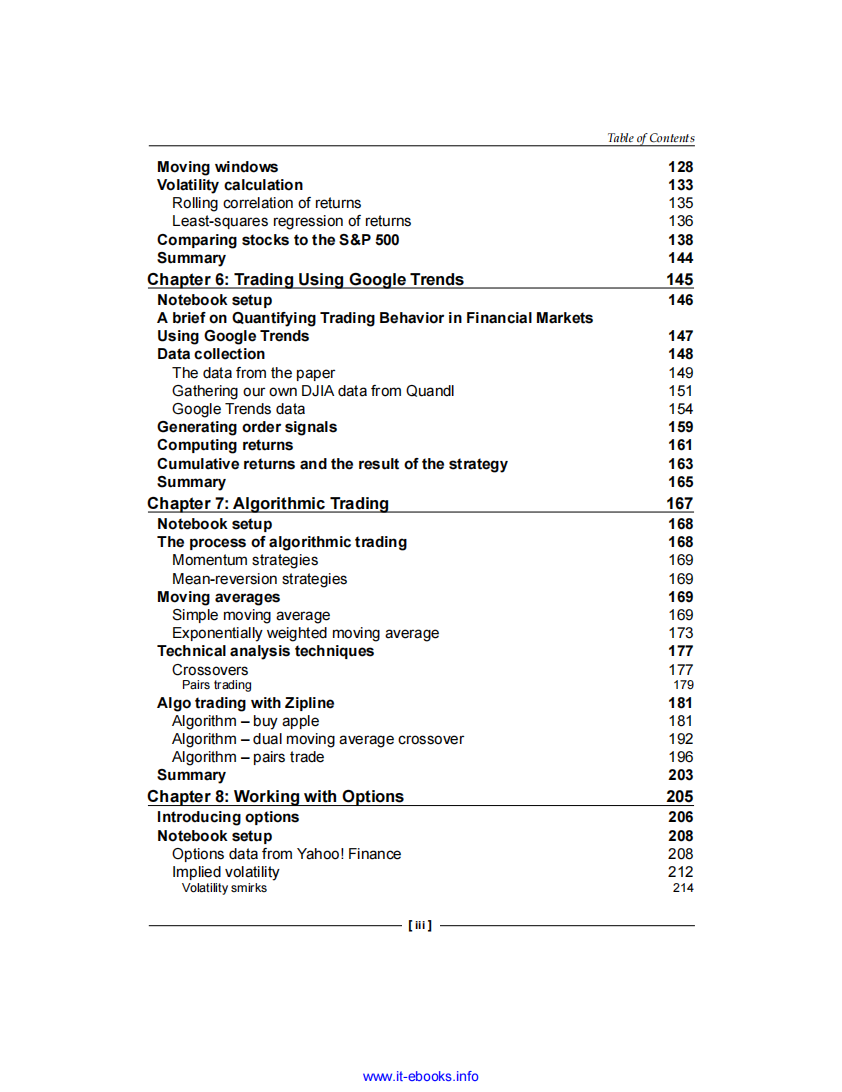 Table of Contents
Moving windows 128
Volatility calculation 133
Rolling correlation of returns 135
Least-squares regression of returns 136
Comparing stocks to the S&P 500 138
Summary 144
Chapter 6: Trading Using Google Trends 145
Notebook setup 146
A brief on Quantifying Trading Behavior in Financial Markets
Using Google Trends 147
Data collection 148
The data from the paper 149
Gathering our own DJIA data from Quandl 151
Google Trends data 154
Generating order signals 159
Computing returns 161
Cumulative returns and the result of the strategy 163
Summary 165
Chapter 7: Algorithmic Trading 167
Notebook setup 168
The process of algorithmic trading 168
Momentum strategies 169
Mean-reversion strategies 169
Moving averages 169
Simple moving average 169
Exponentially weighted moving average 173
Technical analysis techniques 177
Crossovers 177
Pairs trading 179
Algo trading with Zipline 181
Algorithm – buy apple 181
Algorithm – dual moving average crossover 192
Algorithm – pairs trade 196
Summary 203
Chapter 8: Working with Options 205
Introducing options 206
Notebook setup 208
Options data from Yahoo! Finance 208
Implied volatility 212
Volatility smirks 214
[ iii ]
www.it-ebooks.info